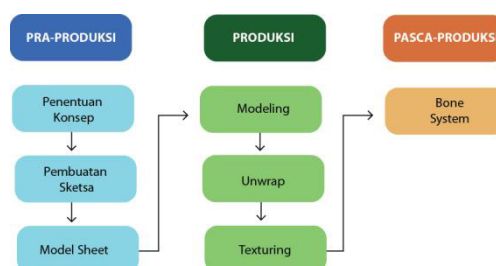 PRA-PRODUKSI
Penentuan
Konsep
Pembuatan
Sketsa
Model Sheet
PRODUKSI
Modeling
Unwrap
Texturing
PASCA-PRODUKSI
Bone
System